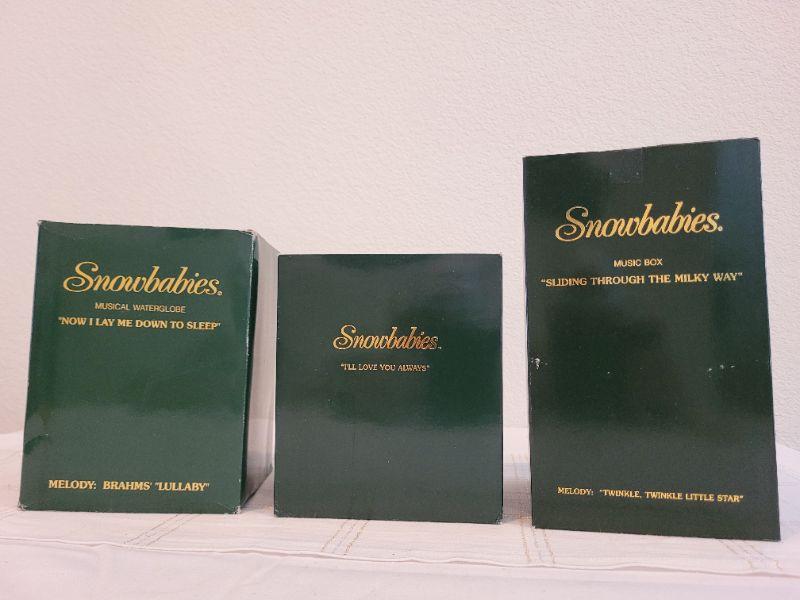 Snowbabies®
MUSICAL WATERGLOBE
"NOW I LAY ME DOWN TO SLEEP"
MELODY: BRAHMS' "LULLABY"
Snowbabies™
"I'LL LOVE YOU ALWAYS"
Snowbabies®
MUSIC BOX
"SLIDING THROUGH THE MILKY WAY"
MELODY: "TWINKLE, TWINKLE LITTLE STAR"